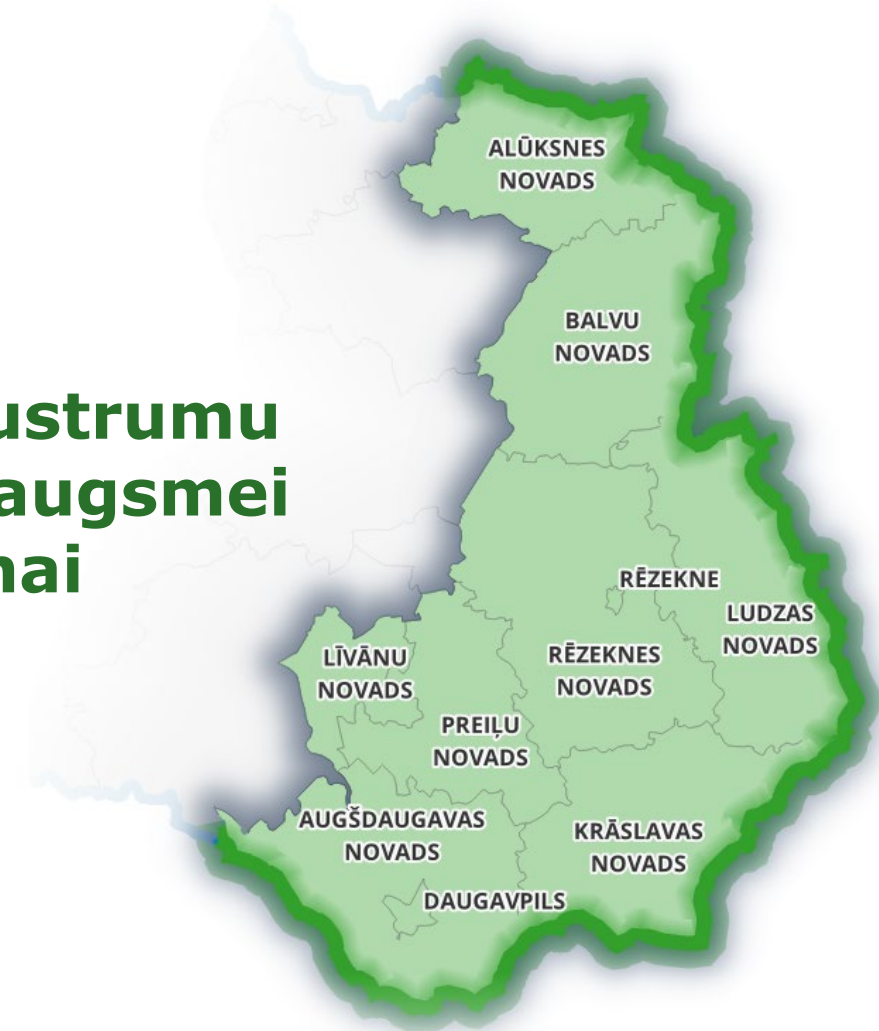 ALŪKSNES
NOVADS
BALVU
NOVADS
ustrumu
augsmei
nai
RĒZEKNE
LUDZAS
NOVADS
LĪVĀNU
NOVADS
RĒZEKNES
NOVADS
PREIĻU
NOVADS
AUGŠDAUGAVAS
NOVADS
KRĀSLAVAS
NOVADS
DAUGAVPILS